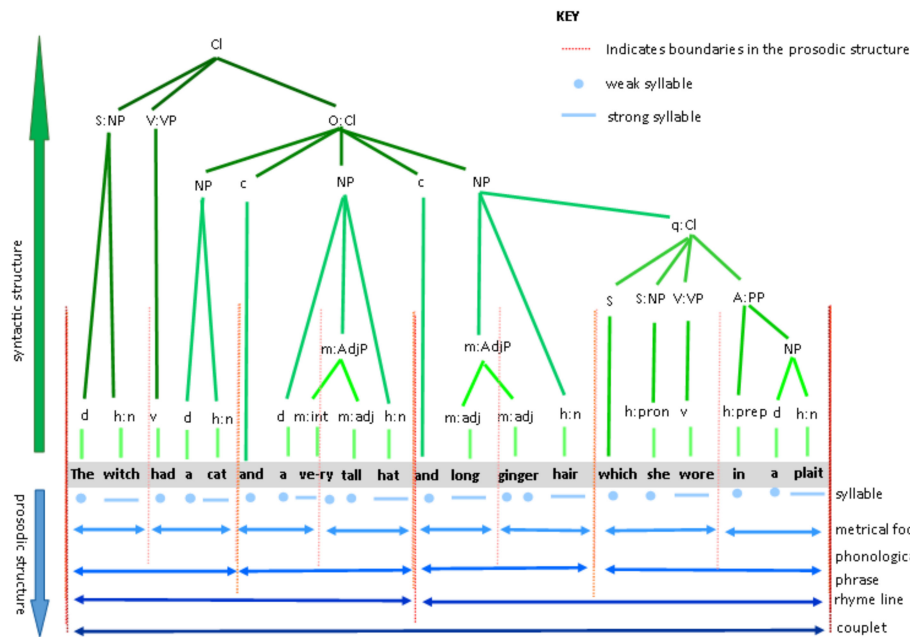 KEY
Indicates boundaries in the prosodic structure
weak syllable
strong syllable
Cl
S:NP V:VP O:Cl
NP c NP c NP
q:Cl
S S:NP V:VP A:PP
m:AdjP m:AdjP NP
d h:n v d h:n d m:int m:adj h:n m:adj m:adj h:n h:pron v h:prep d h:n
The witch had a cat and a ve-ry tall hat and long ginger hair which she wore in a plait
syllable
metrical foo
phonologica
phrase
rhyme line
couplet
syntactic structure
prosodic structure